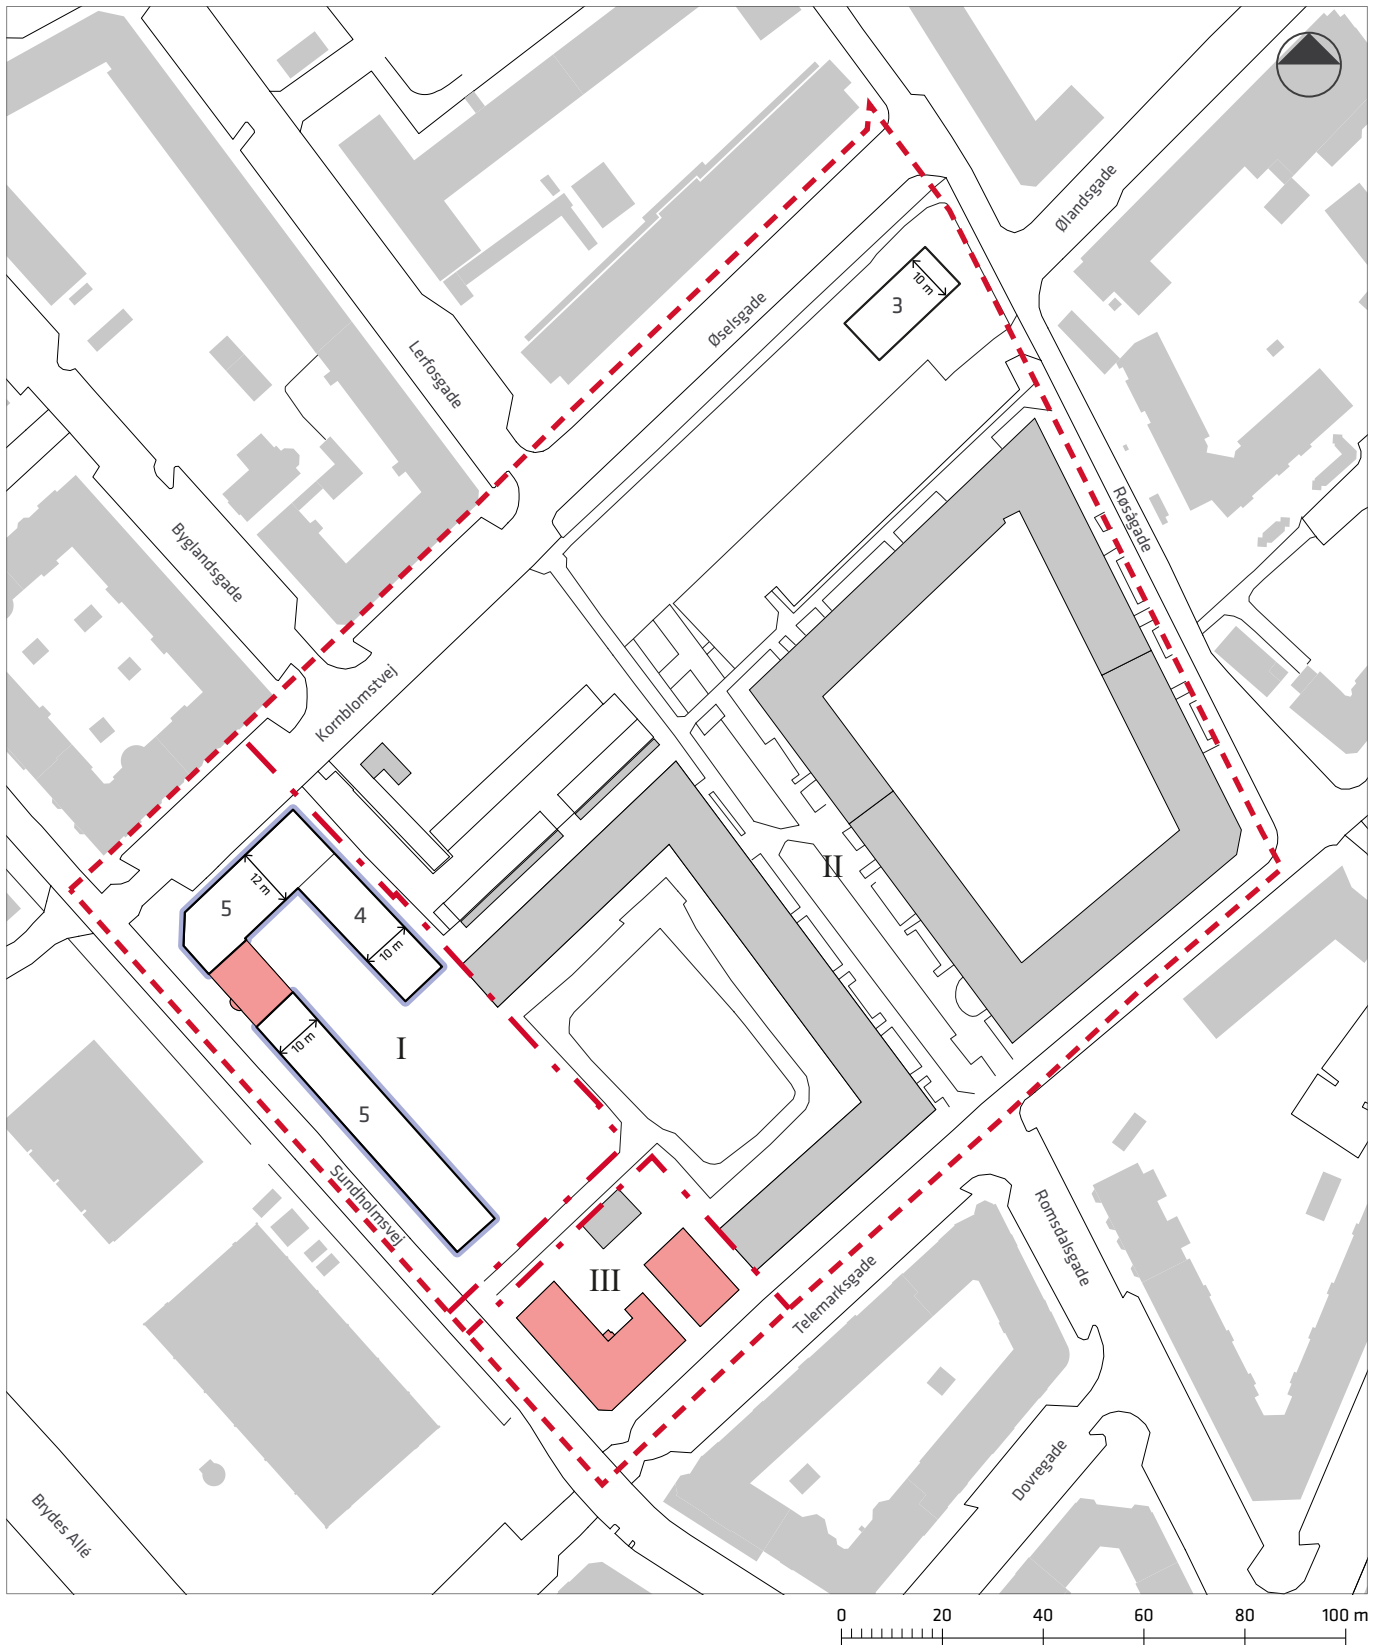 Ølandsgade
10 m
3
Øselsgade
Lerfosgade
Røsågade
Byglandsgade
Kornblomstvej
II
12 m
5
4
10 m
I
10 m
5
Sundholmsvej
Romsdalsgade
III
Telemarksgade
Dovregade
Brydes Allé
0 20 40 60 80 100 m